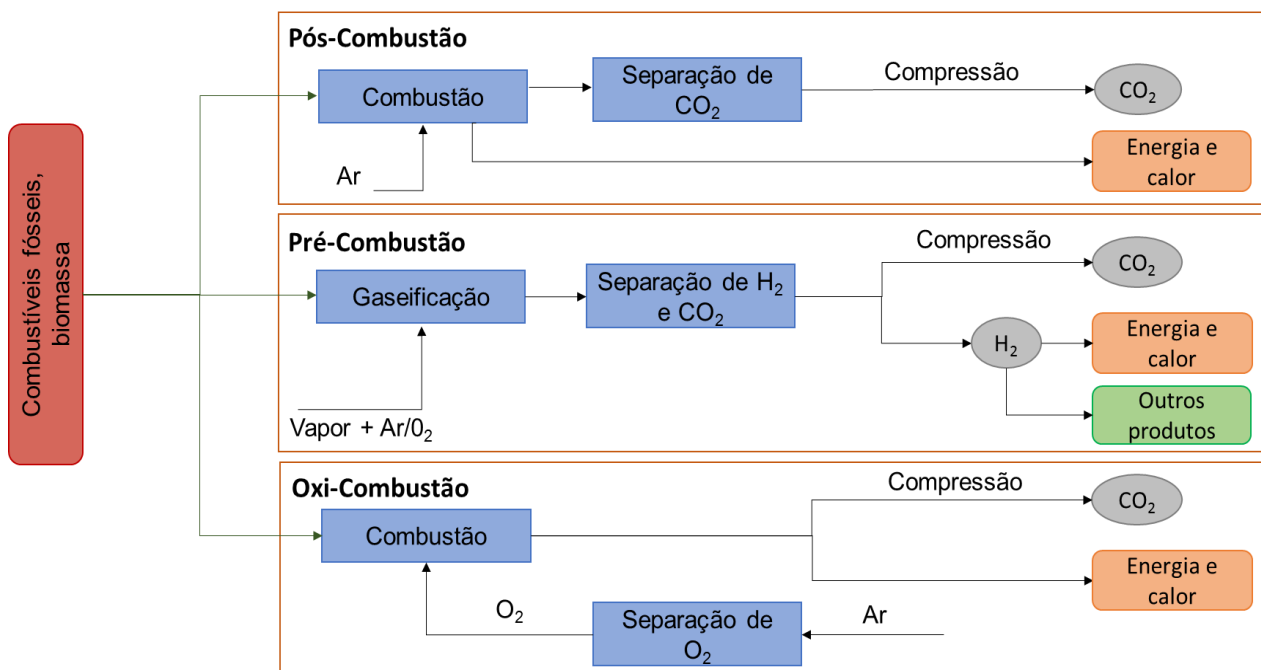 Combustíveis fósseis,
biomassa
Pós-Combustão
Combustão
Ar
Separação de
CO₂
Compressão
CO₂
Energia e
calor
Pré-Combustão
Gaseificação
Vapor + Ar/0₂
Separação de H₂
e CO₂
Compressão
CO₂
H₂
Energia e
calor
Outros
produtos
Oxi-Combustão
Combustão
O₂
Separação de
O₂
Ar
Compressão
CO₂
Energia e
calor